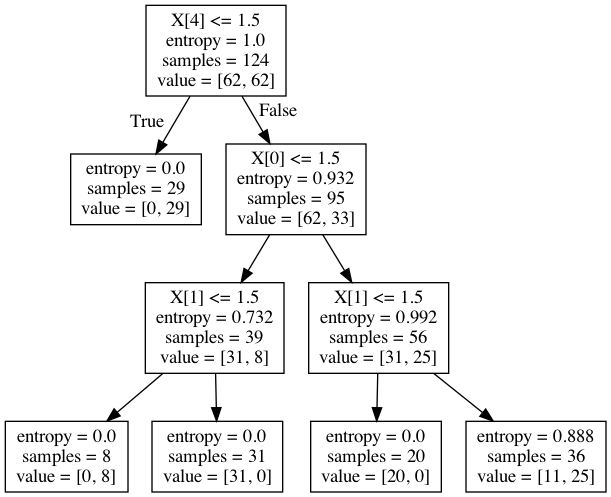 X[4] <= 1.5
entropy = 1.0
samples = 124
value = [62, 62]
True
False
entropy = 0.0
samples = 29
value = [0, 29]
X[0] <= 1.5
entropy = 0.932
samples = 95
value = [62, 33]
X[1] <= 1.5
entropy = 0.732
samples = 39
value = [31, 8]
X[1] <= 1.5
entropy = 0.992
samples = 56
value = [31, 25]
entropy = 0.0
samples = 8
value = [0, 8]
entropy = 0.0
samples = 31
value = [31, 0]
entropy = 0.0
samples = 20
value = [20, 0]
entropy = 0.888
samples = 36
value = [11, 25]